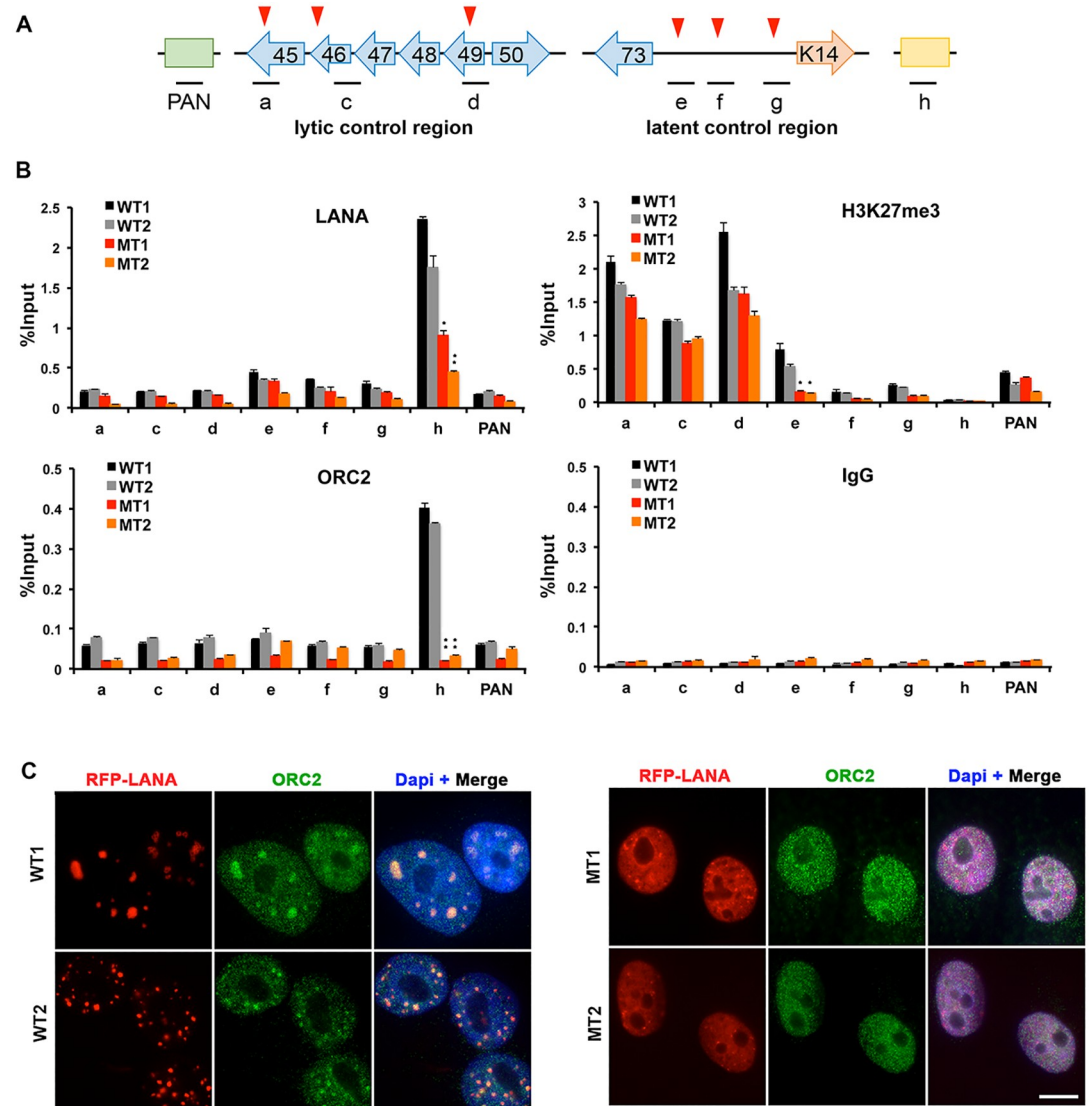 A
45 46 47 48 49 50 73 K14
PAN a c d e f g h
lytic control region latent control region
B
LANA
WT1
WT2
MT1
MT2
%Input
2.5
2
1.5
1
0.5
0
a c d e f g h PAN
H3K27me3
WT1
WT2
MT1
MT2
%Input
3
2.5
2
1.5
1
0.5
0
a c d e f g h PAN
ORC2
WT1
WT2
MT1
MT2
%Input
0.5
0.4
0.3
0.2
0.1
0
a c d e f g h PAN
IgG
WT1
WT2
MT1
MT2
%Input
0.5
0.4
0.3
0.2
0.1
0
a c d e f g h PAN
C
RFP-LANA ORC2 Dapi + Merge
WT1
WT2
RFP-LANA ORC2 Dapi + Merge
MT1
MT2